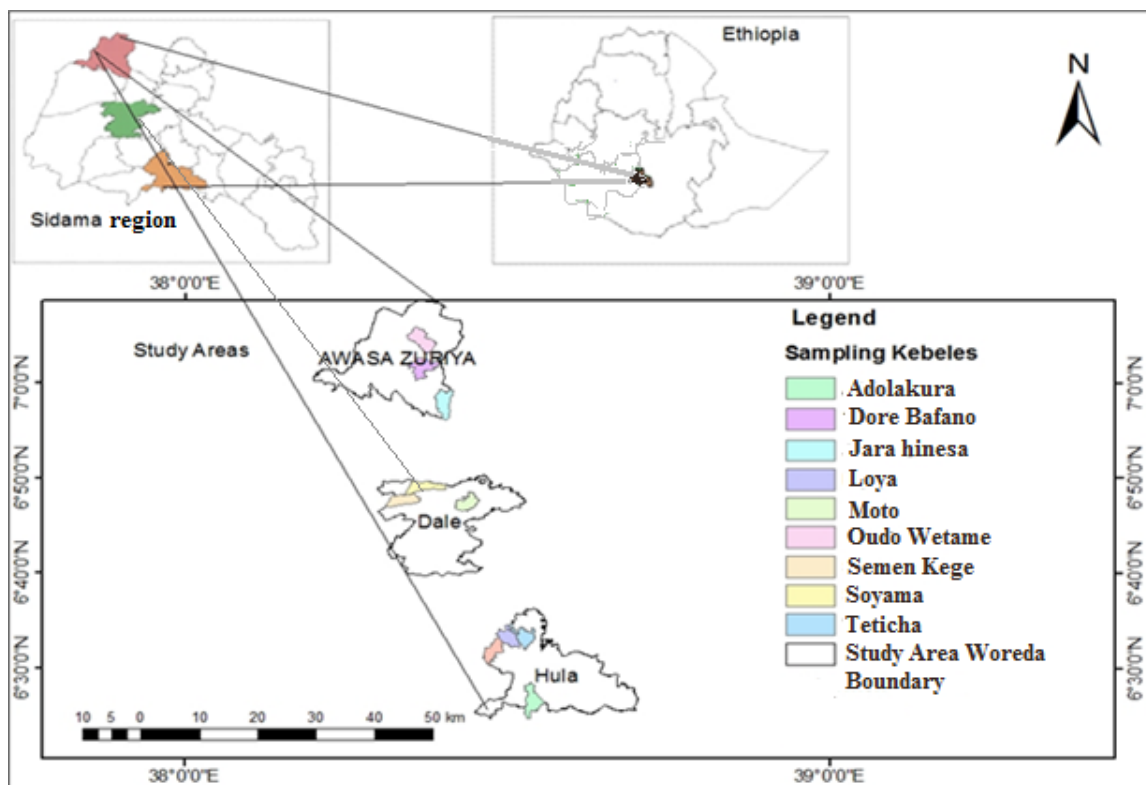 Ethiopia
N
Sidama region
38°0'0"E
39°0'0"E
Study Areas
AWASA ZURIYA
Dale
Hula
7°0'0"N
6°50'0"N
6°40'0"N
6°30'0"N
Legend
Sampling Kebeles
Adolakura
Dore Bafano
Jara hinesa
Loya
Moto
Oudo Wetame
Semen Kege
Soyama
Teticha
Study Area Woreda
Boundary
7°0'0"N
6°50'0"N
6°40'0"N
6°30'0"N
10 5 0 10 20 30 40 50 km
38°0'0"E
39°0'0"E